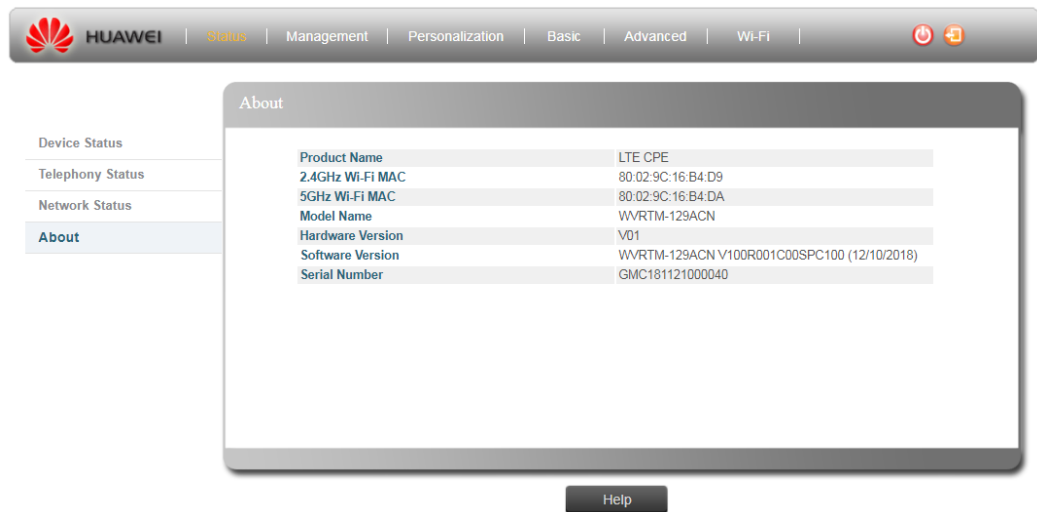 HUAWEI | Status | Management | Personalization | Basic | Advanced | Wi-Fi |
About
Device Status
Telephony Status
Network Status
About
Product Name LTE CPE
2.4GHz Wi-Fi MAC 80:02:9C:16:B4:D9
5GHz Wi-Fi MAC 80:02:9C:16:B4:DA
Model Name WVRTM-129ACN
Hardware Version V01
Software Version WVRTM-129ACN V100R001C00SPC100 (12/10/2018)
Serial Number GMC181121000040
Help